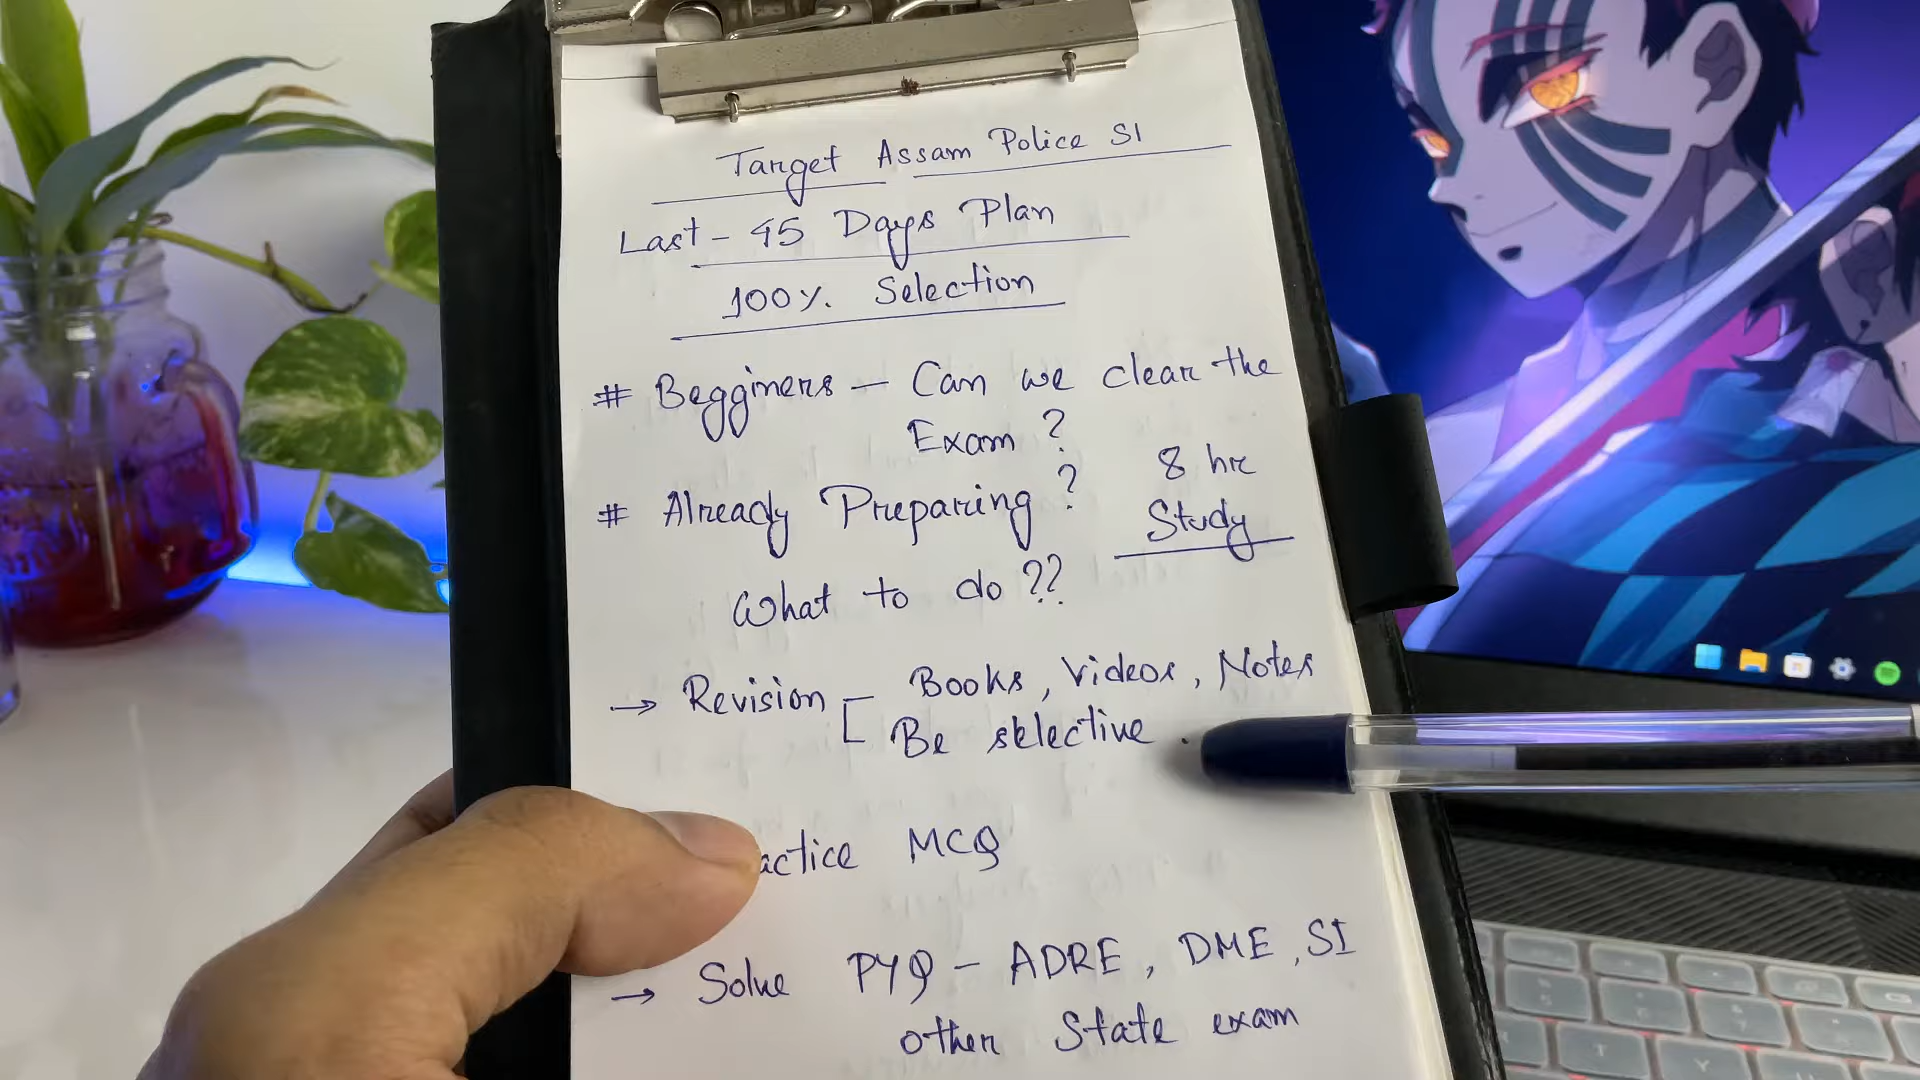 Target Assam Police SI
Last - 45 Days Plan
100%. Selection
# Begginers - Can we clear the
Exam ?
8 hr
# Already Preparing ?
Study
What to do ??
→ Revision - Books, Videos, Notes
Be selective.
actice MCQ
→ Solve PYQ - ADRE, DME, SI
other State exam